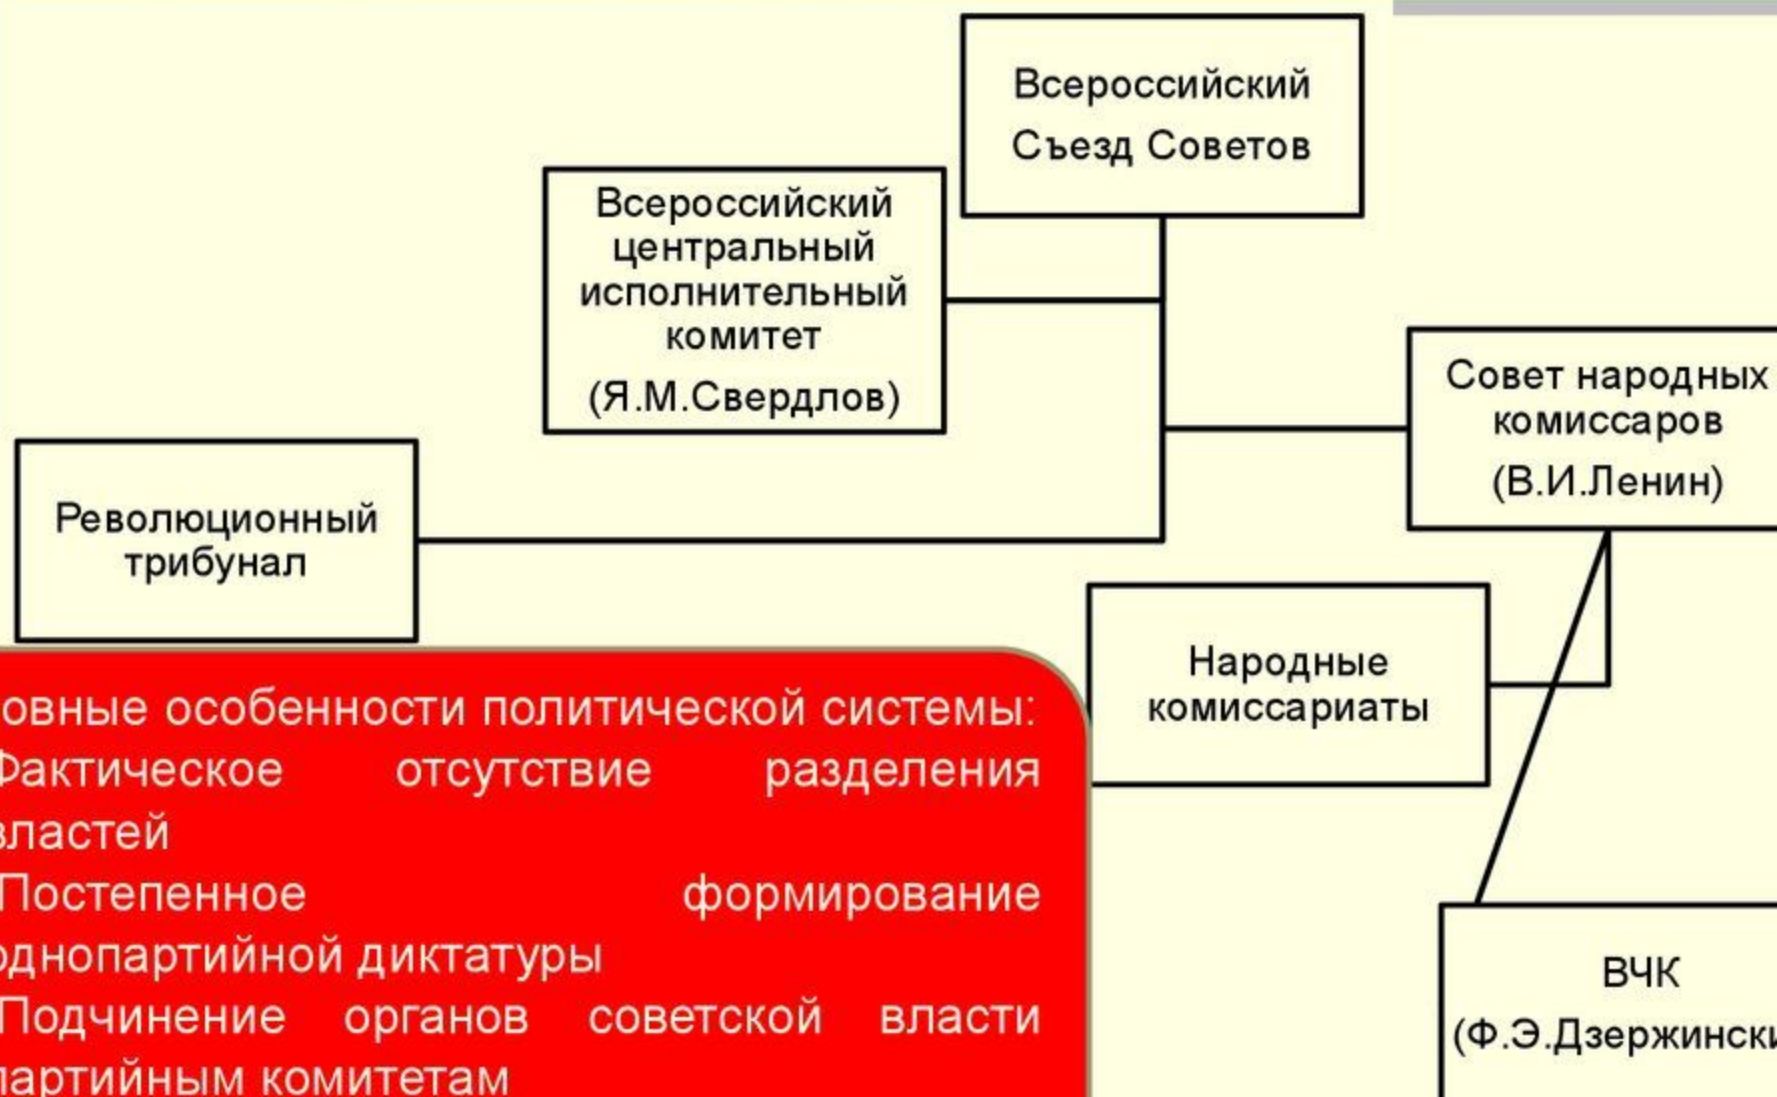 Всероссийский
Съезд Советов
Всероссийский
центральный
исполнительный
комитет
(Я.М.Свердлов)
Совет народных
комиссаров
(В.И.Ленин)
Революционный
трибунал
Народные
комиссариаты
особенности политической системы:
Фактическое отсутствие разделения
властей
Постепенное формирование
однопартийной диктатуры
Подчинение органов советской власти
партийным комитетам
ВЧК
(Ф.Э.Дзержински